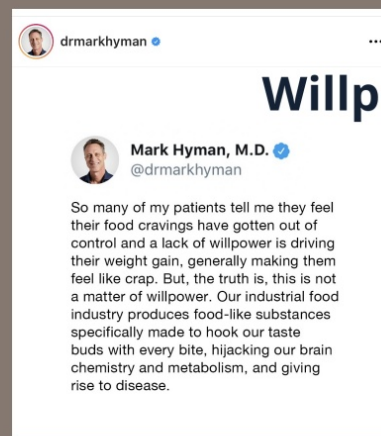 drmarkhyman
Willp
Mark Hyman, M.D.
@drmarkhyman
So many of my patients tell me they feel
their food cravings have gotten out of
control and a lack of willpower is driving
their weight gain, generally making them
feel like crap. But, the truth is, this is not
a matter of willpower. Our industrial food
industry produces food-like substances
specifically made to hook our taste
buds with every bite, hijacking our brain
chemistry and metabolism, and giving
rise to disease.